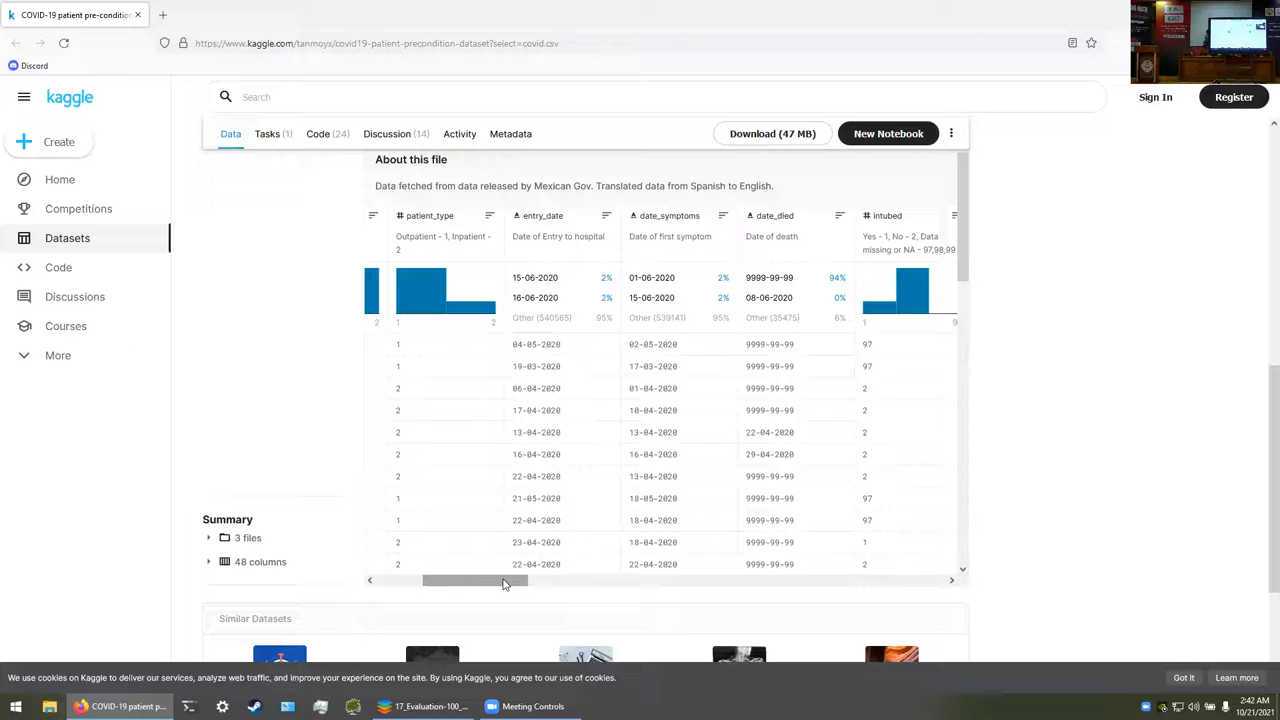 COVID-19 patient pre-condition
https://www.kaggle.com/tanmoyx/covid19-patient-precondition-dataset?select=covid.csv
Discord
kaggle
Search
Sign In
Register
Create
Home
Competitions
Datasets
Code
Discussions
Courses
More
Data
Tasks (1)
Code (24)
Discussion (14)
Activity
Metadata
Download (47 MB)
New Notebook
About this file
Data fetched from data released by Mexican Gov. Translated data from Spanish to English.
# patient_type
entry_date
date_symptoms
date_died
# intubed
Outpatient - 1, Inpatient - 2
Date of Entry to hospital
Date of first symptom
Date of death
Yes - 1, No - 2, Data missing or NA - 97,98,99
15-06-2020 2% 01-06-2020 2% 9999-99-99 94%
16-06-2020 2% 15-06-2020 2% 08-06-2020 0%
Other (540565) 95% Other (539141) 95% Other (35475) 6%
2 1 2 1 9
1 04-05-2020 02-05-2020 9999-99-99 97
1 19-03-2020 17-03-2020 9999-99-99 97
2 06-04-2020 01-04-2020 9999-99-99 2
2 17-04-2020 10-04-2020 9999-99-99 2
2 13-04-2020 13-04-2020 22-04-2020 2
2 16-04-2020 16-04-2020 29-04-2020 2
2 22-04-2020 13-04-2020 9999-99-99 2
1 21-05-2020 18-05-2020 9999-99-99 97
1 22-04-2020 18-04-2020 9999-99-99 97
2 23-04-2020 18-04-2020 9999-99-99 1
2 22-04-2020 22-04-2020 9999-99-99 2
Summary
3 files
48 columns
Similar Datasets
We use cookies on Kaggle to deliver our services, analyze web traffic, and improve your experience on the site. By using Kaggle, you agree to our use of cookies.
Got it
Learn more
COVID-19 patient p...
17_Evaluation-100_...
Meeting Controls
2:42 AM
10/21/2021